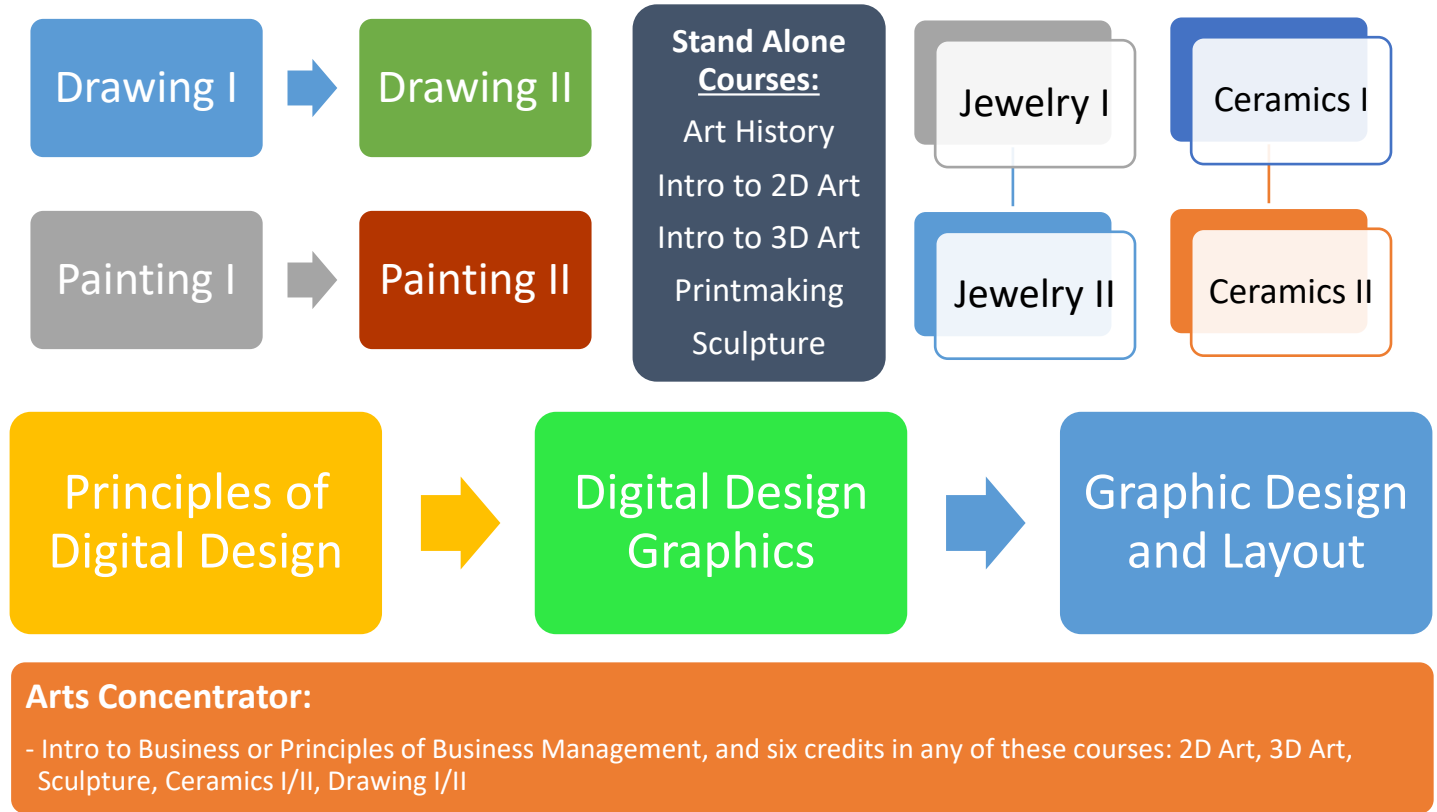 Drawing I
Drawing II
Painting I
Painting II
Stand Alone
Courses:
Art History
Intro to 2D Art
Intro to 3D Art
Printmaking
Sculpture
Jewelry I
Jewelry II
Ceramics I
Ceramics II
Principles of
Digital Design
Digital Design
Graphics
Graphic Design
and Layout
Arts Concentrator:
- Intro to Business or Principles of Business Management, and six credits in any of these courses: 2D Art, 3D Art,
Sculpture, Ceramics I/II, Drawing I/II